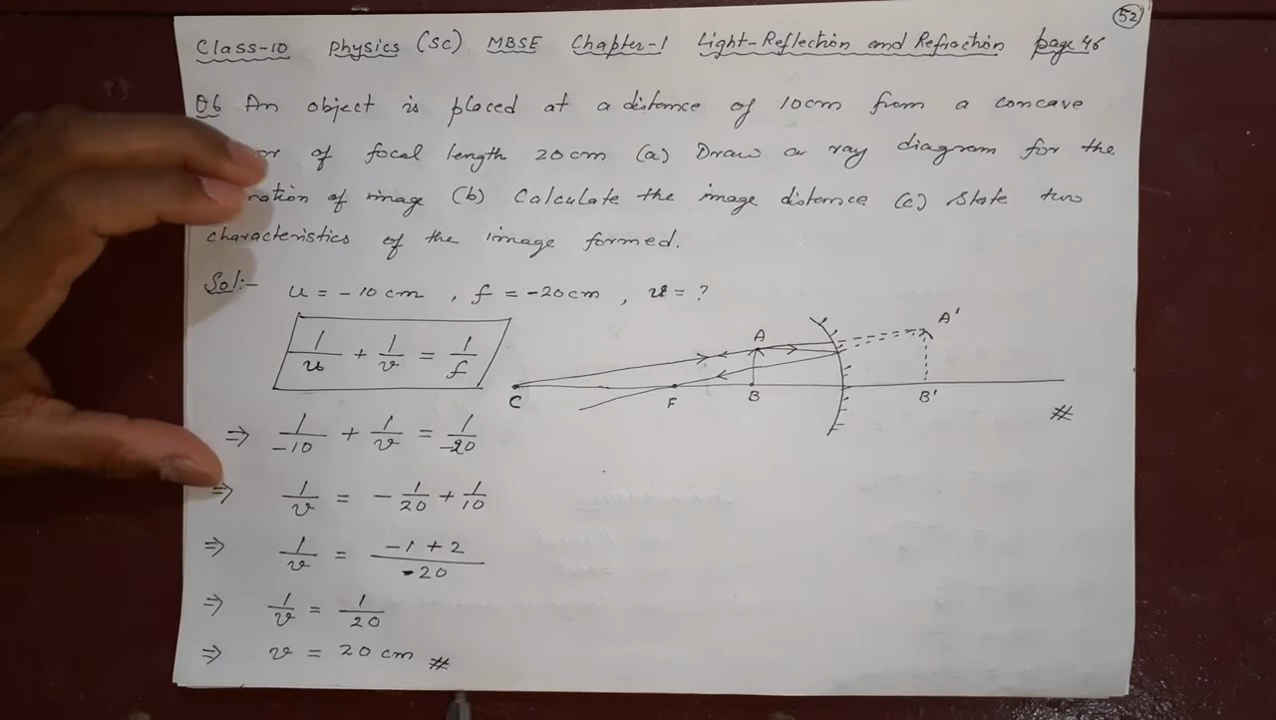 52
Class-10 Physics (SC) MBSE Chapter-1 Light-Reflection and Refraction page 46
Q6 An object is placed at a distance of 10cm from a concave
of focal length 20cm (a) Draw a ray diagram for the
of image (b) Calculate the image distance (c) State two
characteristics of the image formed.
Sol:- u = -10 cm , f = -20cm , v = ?
1/u + 1/v = 1/f
⇒ 1/-10 + 1/v = 1/-20
⇒ 1/v = - 1/20 + 1/10
⇒ 1/v = -1 + 2/-20
⇒ 1/v = 1/20
⇒ v = 20 cm #
A A'
C F B B'
#